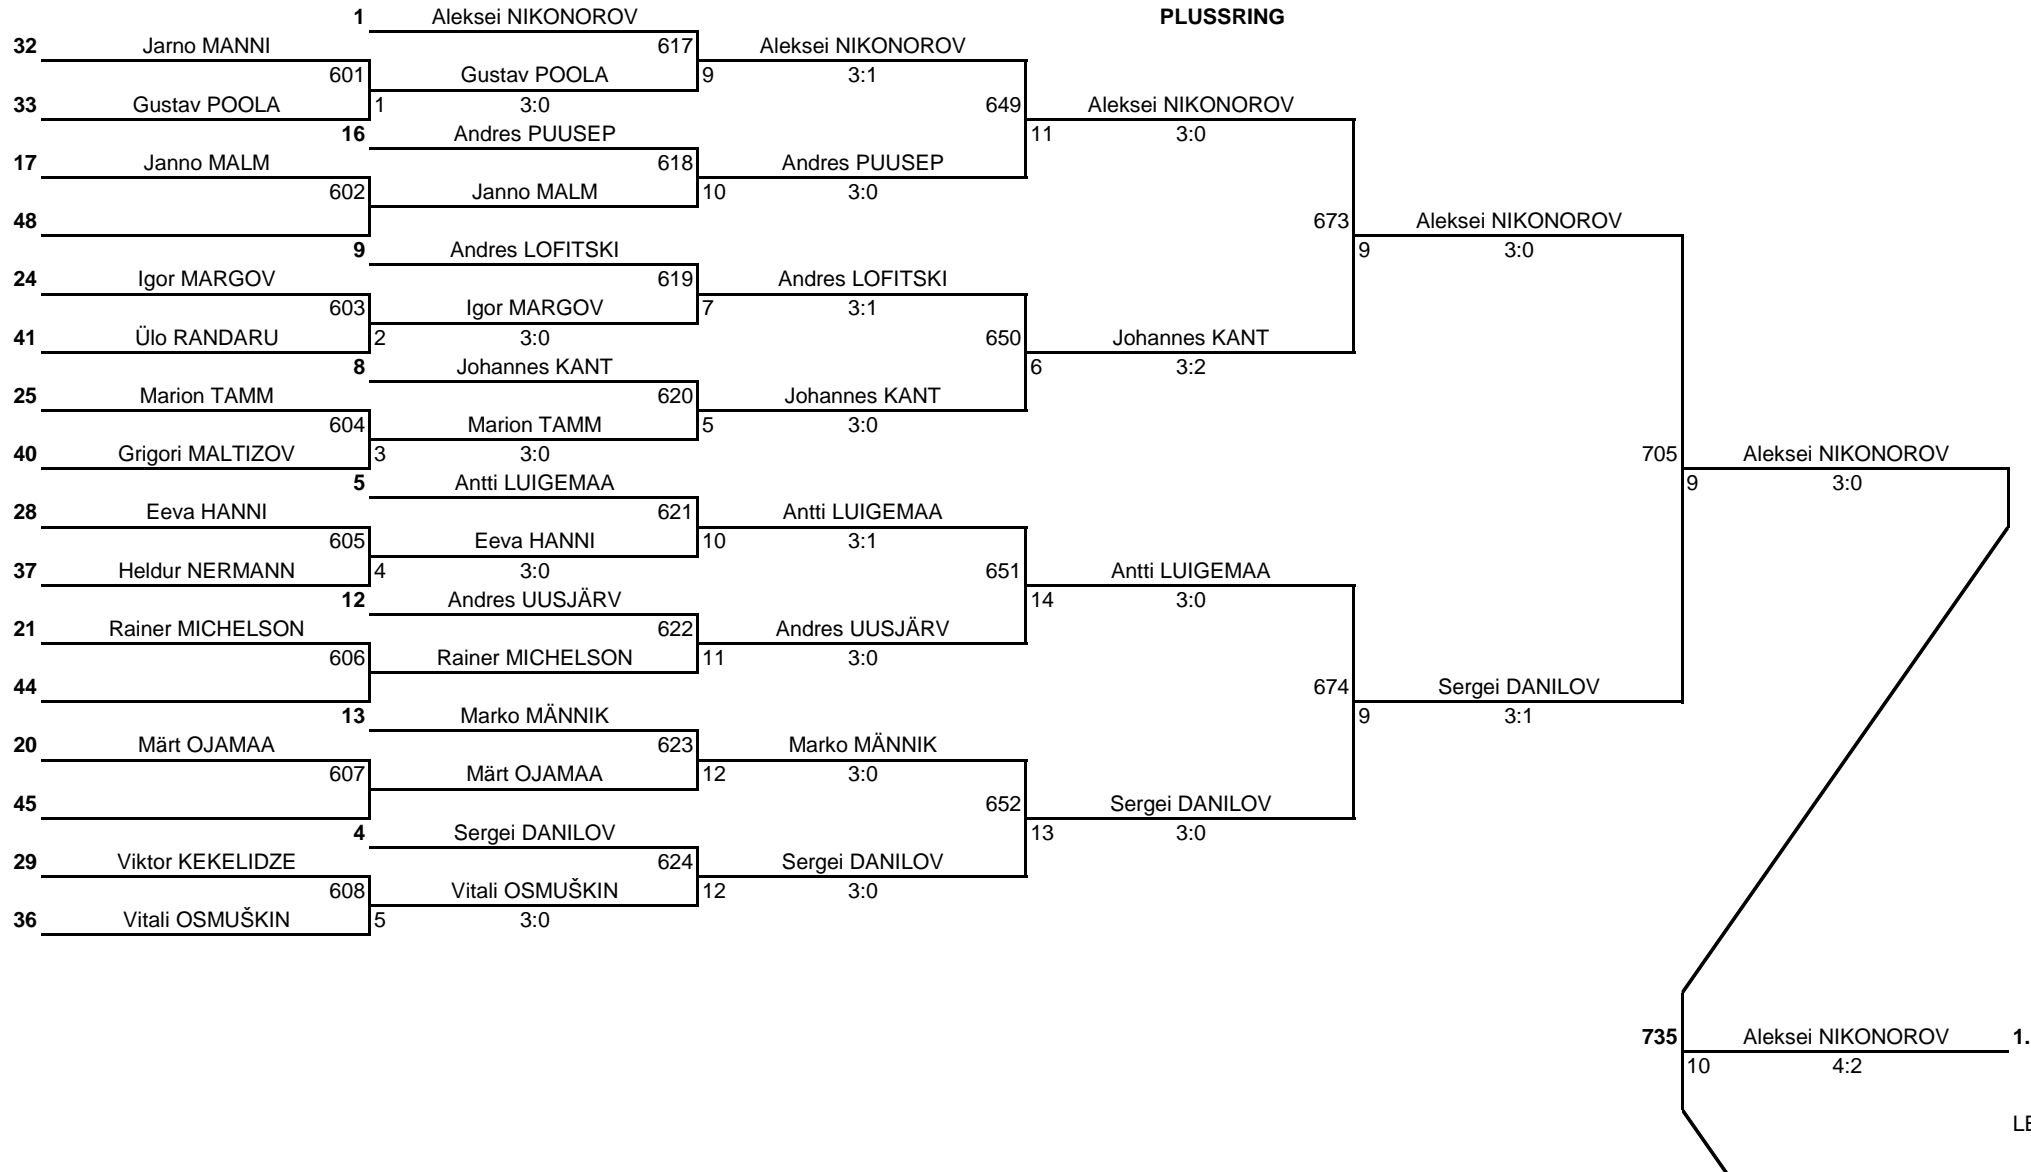 1 Aleksei NIKONOROV PLUSSRING
32 Jarno MANNI 617 Aleksei NIKONOROV
601 Gustav POOLA 9 3:1
33 Gustav POOLA 1 3:0 649 Aleksei NIKONOROV
16 Andres PUUSEP 11 3:0
17 Janno MALM 618 Andres PUUSEP
602 Janno MALM 10 3:0
48 673 Aleksei NIKONOROV
9 Andres LOFITSKI 9 3:0
24 Igor MARGOV 619 Andres LOFITSKI
603 Igor MARGOV 7 3:1
41 Ülo RANDARU 2 3:0 650 Johannes KANT
8 Johannes KANT 6 3:2
25 Marion TAMM 620 Johannes KANT
604 Marion TAMM 5 3:0
40 Grigori MALTIZOV 3 3:0 705 Aleksei NIKONOROV
5 Antti LUIGEMAA 9 3:0
28 Eeva HANNI 621 Antti LUIGEMAA
605 Eeva HANNI 10 3:1
37 Heldur NERMANN 4 3:0 651 Antti LUIGEMAA
12 Andres UUSJÄRV 14 3:0
21 Rainer MICHELSON 622 Andres UUSJÄRV
606 Rainer MICHELSON 11 3:0
44 674 Sergei DANILOV
13 Marko MÄNNIK 9 3:1
20 Märt OJAMAA 623 Marko MÄNNIK
607 Märt OJAMAA 12 3:0
45 652 Sergei DANILOV
4 Sergei DANILOV 13 3:0
29 Viktor KEKELIDZE 624 Sergei DANILOV
608 Vitali OSMUŠKIN 12 3:0
36 Vitali OSMUŠKIN 5 3:0
735 Aleksei NIKONOROV 1.
10 4:2